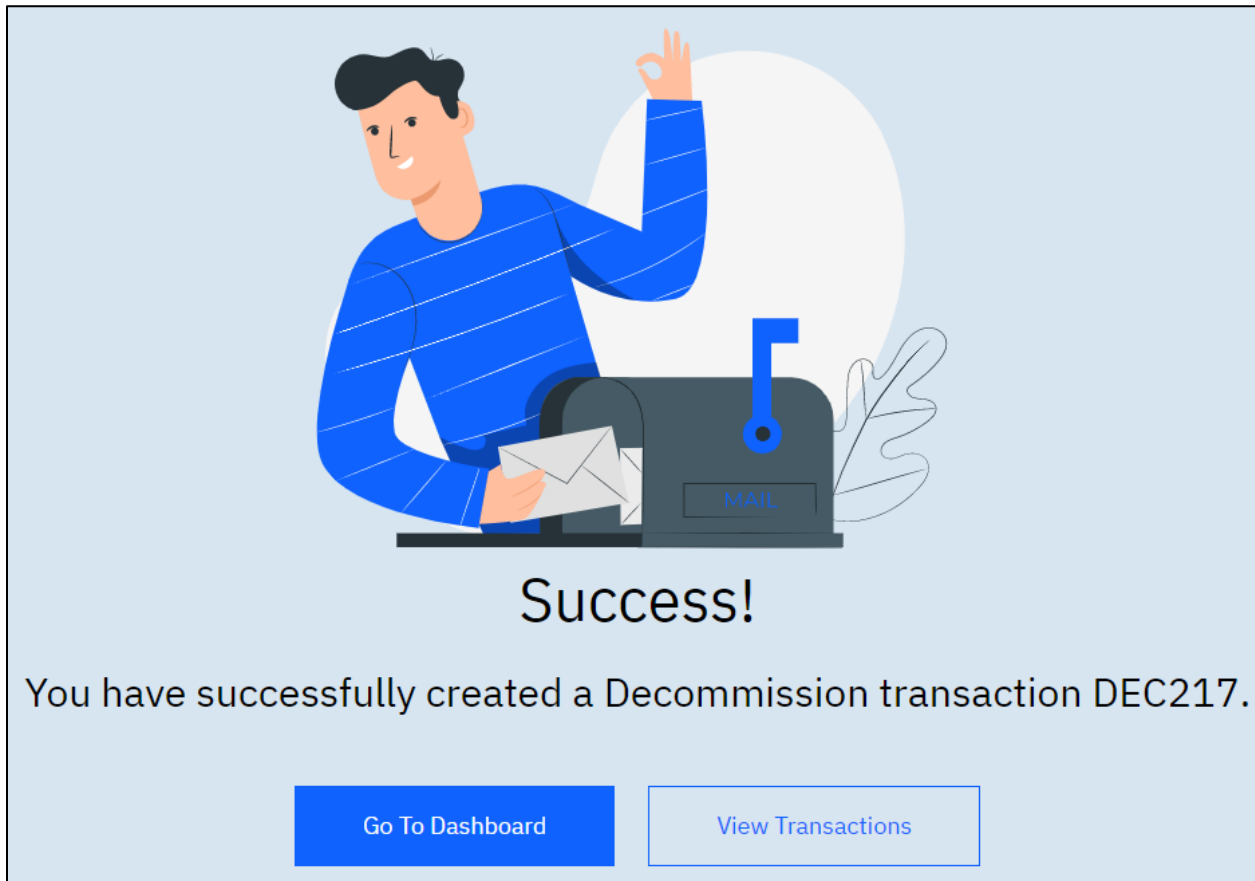 MAIL
Success!
You have successfully created a Decommission transaction DEC217.
Go To Dashboard
View Transactions